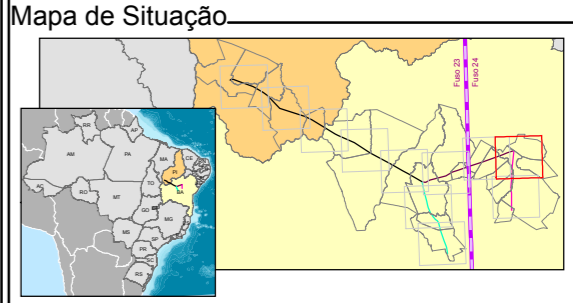 Mapa de Situação
Fuso 23
Fuso 24
RR
AP
AM
PA
MA
CE
PI
AC
RO
TO
BA
MT
GO
MG
MS
SP
PR
SC
RS